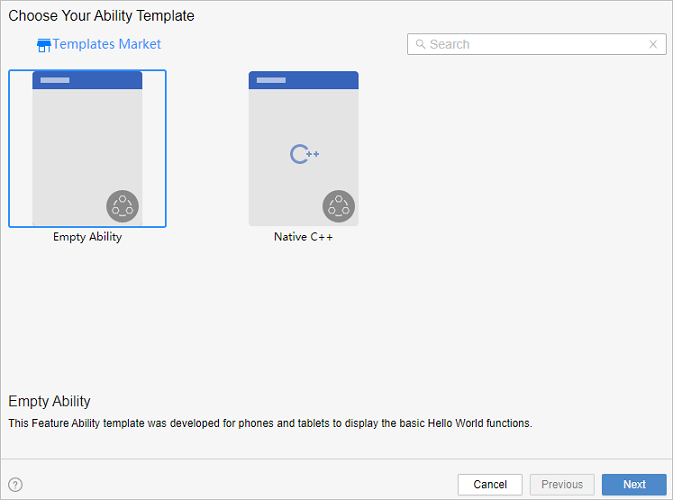 Choose Your Ability Template
Templates Market
Search
C++
Empty Ability
Native C++
Empty Ability
This Feature Ability template was developed for phones and tablets to display the basic Hello World functions.
?
Cancel
Previous
Next